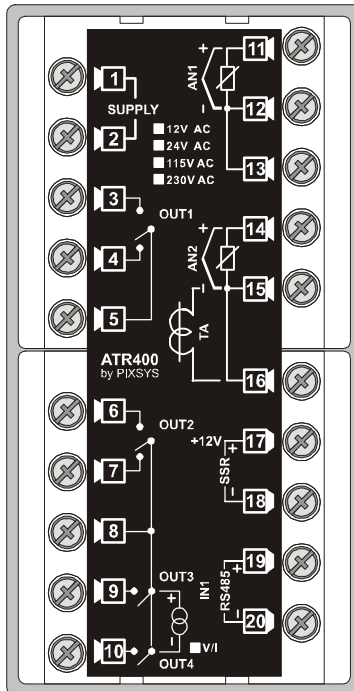 1
SUPPLY
2
12V AC
24V AC
115V AC
230V AC
3
OUT1
4
5
ATR400
by PIXSYS
6
OUT2
7
8
9
OUT3
+
-
10
OUT4
V/I
IN1
11
+
AN1
-
12
13
14
+
AN2
-
15
TA
16
+12V
17
+
SSR
-
18
19
+
RS485
-
20